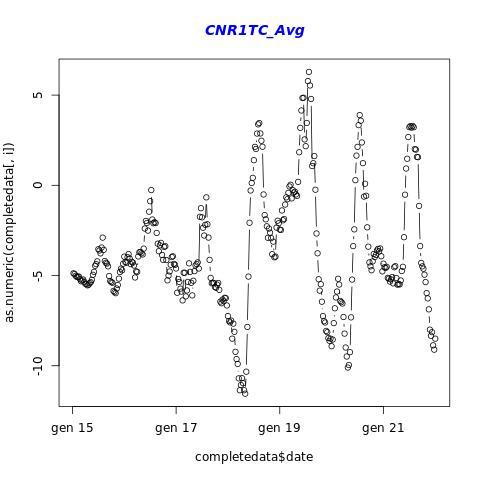 CNR1TC_Avg
as.numeric(completedata[, i])
5
0
-5
-10
gen 15
gen 17
gen 19
gen 21
completedata$date